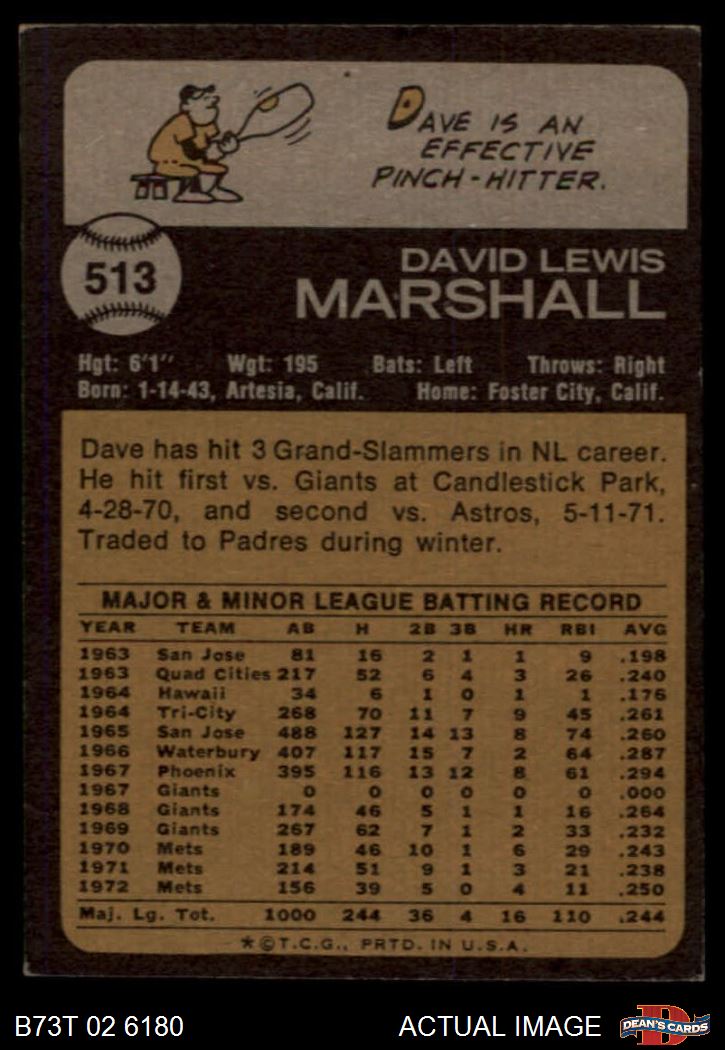 DAVE IS AN
EFFECTIVE
PINCH-HITTER.
513
DAVID LEWIS
MARSHALL
Hgt: 6'1" Wgt: 195 Bats: Left Throws: Right
Born: 1-14-43, Artesia, Calif. Home: Foster City, Calif.
Dave has hit 3 Grand-Slammers in NL career.
He hit first vs. Giants at Candlestick Park,
4-28-70, and second vs. Astros, 5-11-71.
Traded to Padres during winter.
MAJOR & MINOR LEAGUE BATTING RECORD
YEAR TEAM AB H 2B 3B HR RBI AVG
1963 San Jose 81 16 2 1 1 9 .198
1963 Quad Cities 217 52 6 4 3 26 .240
1964 Hawaii 34 6 1 0 1 1 .176
1964 Tri-City 268 70 11 7 9 45 .261
1965 San Jose 488 127 14 13 8 74 .260
1966 Waterbury 407 117 15 7 2 64 .287
1967 Phoenix 395 116 13 12 8 61 .294
1967 Giants 0 0 0 0 0 0 .000
1968 Giants 174 46 5 1 1 16 .264
1969 Giants 267 62 7 1 2 33 .232
1970 Mets 189 46 10 1 6 29 .243
1971 Mets 214 51 9 1 3 21 .238
1972 Mets 156 39 5 0 4 11 .250
Maj. Lg. Tot. 1000 244 36 4 16 110 .244
*©T.C.G., PRTD. IN U.S.A.
B73T 02 6180 ACTUAL IMAGE D DEAN'S CARDS